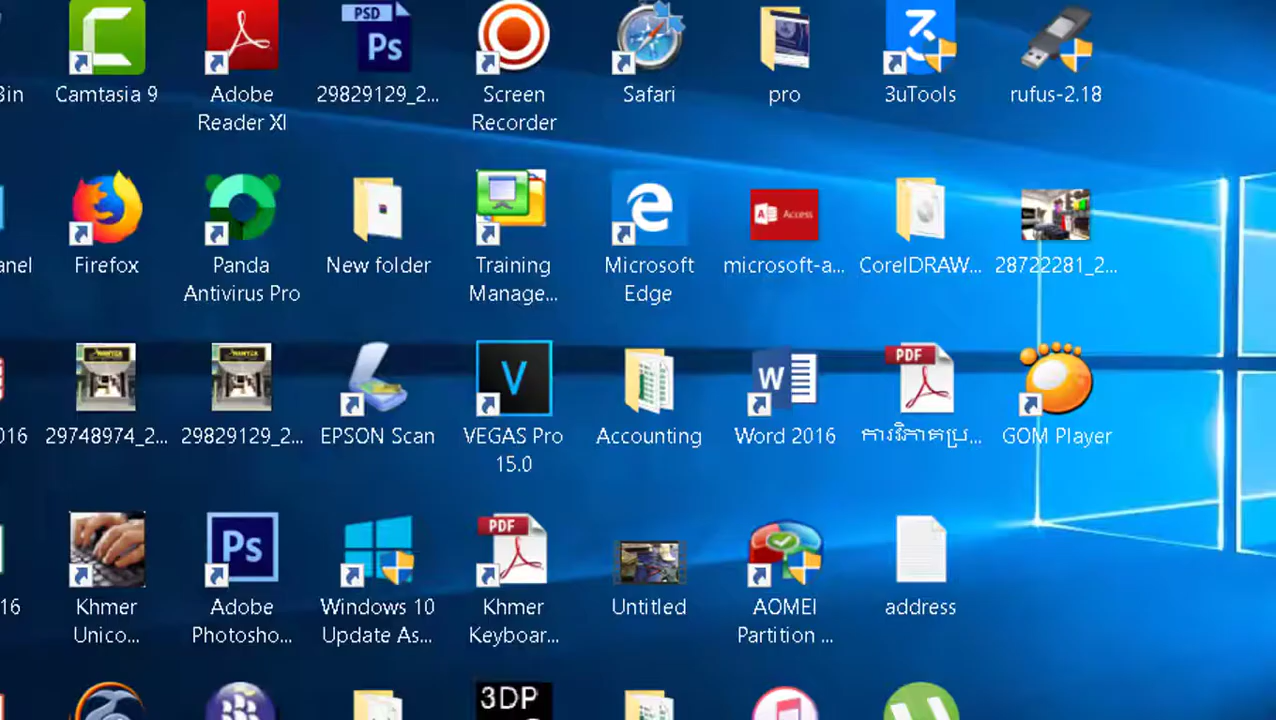 3in
Camtasia 9
Adobe
Reader XI
PSD
Ps
29829129_2...
Screen
Recorder
Safari
pro
3uTools
rufus-2.18
anel
Firefox
Panda
Antivirus Pro
New folder
Training
Manage...
Microsoft
Edge
A Access
microsoft-a...
CorelDRAW...
28722281_2...
016
29748974_2...
29829129_2...
EPSON Scan
V
VEGAS Pro
15.0
Accounting
W
Word 2016
PDF
ការវិភាគប្រ...
GOM Player
16
Khmer
Unico...
Ps
Adobe
Photosho...
Windows 10
Update As...
PDF
Khmer
Keyboar...
Untitled
AOMEI
Partition ...
address
3DP